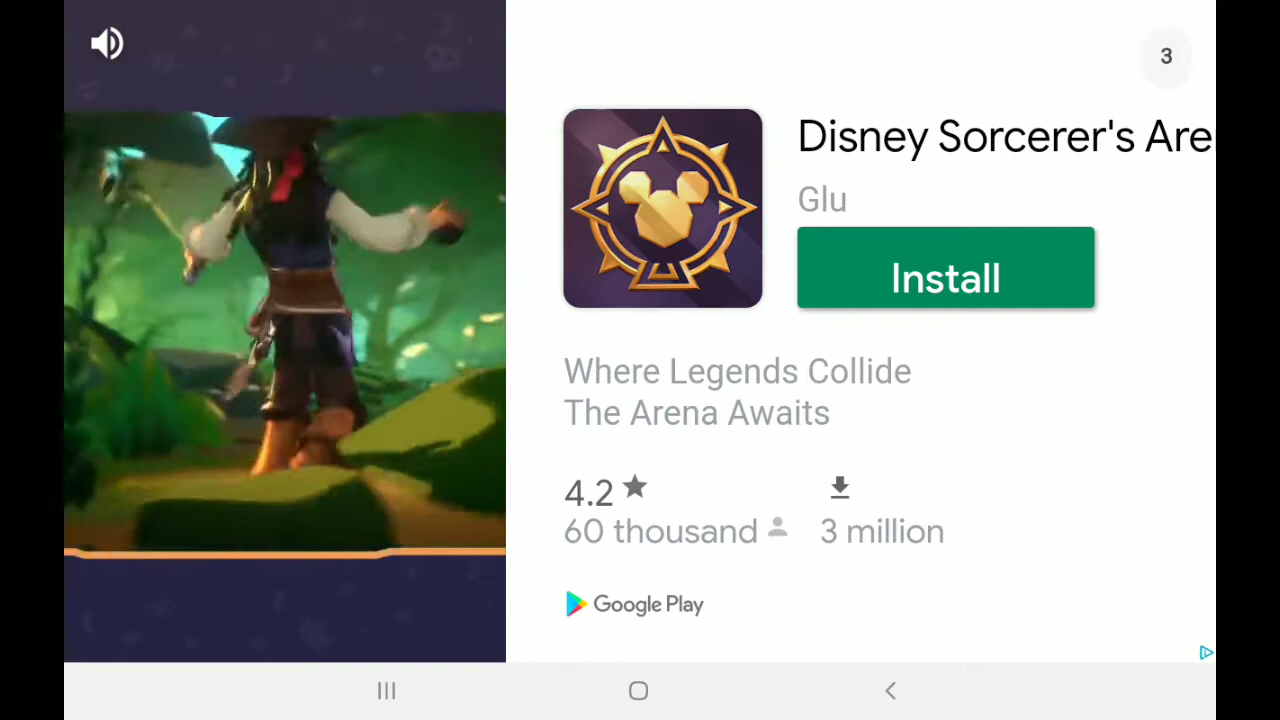 3
Disney Sorcerer's Are
Glu
Install
Where Legends Collide
The Arena Awaits
4.2
60 thousand
3 million
Google Play